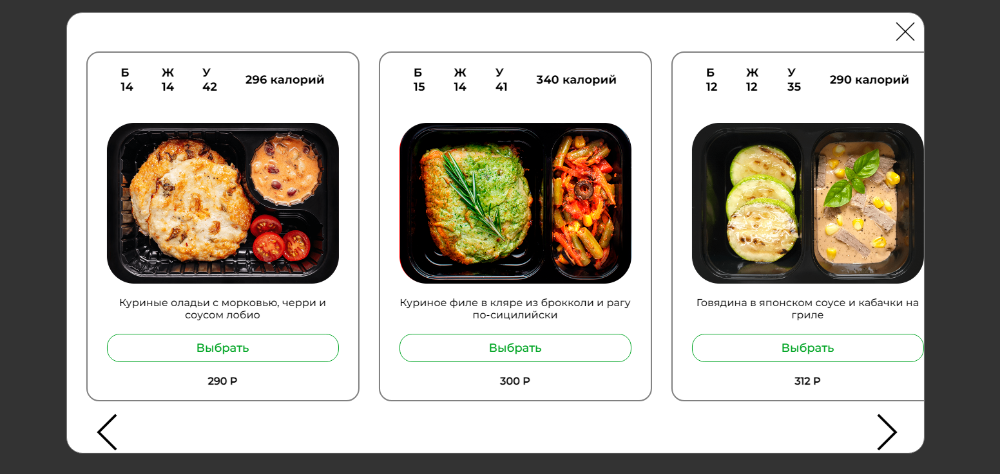 Б Ж У 296 калорий
14 14 42
Куриные оладьи с морковью, черри и
соусом лобио
Выбрать
290 Р
Б Ж У 340 калорий
15 14 41
Куриное филе в кляре из брокколи и рагу
по-сицилийски
Выбрать
300 Р
Б Ж У 290 калорий
12 12 35
Говядина в японском соусе и кабачки на
гриле
Выбрать
312 Р